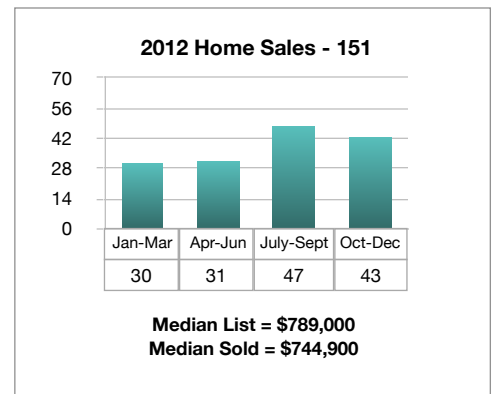 2012 Home Sales - 151
70
56
42
28
14
0
Jan-Mar Apr-Jun July-Sept Oct-Dec
30 31 47 43
Median List = $789,000
Median Sold = $744,900